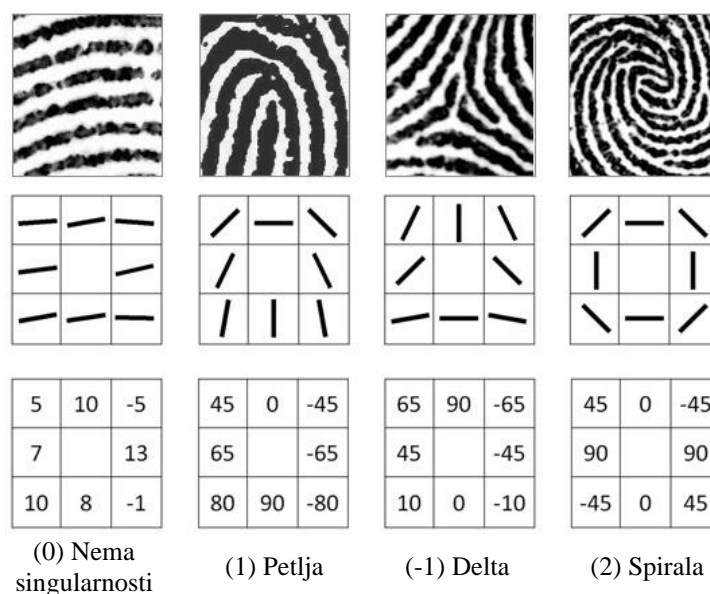 5 10 -5 45 0 -45 65 90 -65 45 0 -45
7 13 65 -65 45 -45 90 90
10 8 -1 80 90 -80 10 0 -10 -45 0 45
(0) Nema
singularnosti
(1) Petlja
(-1) Delta
(2) Spirala